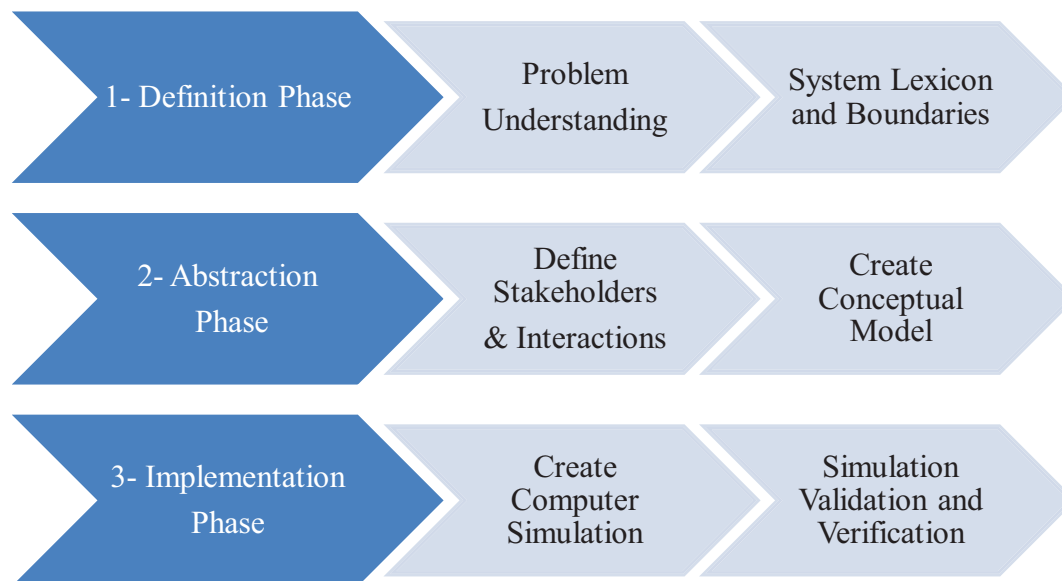 1- Definition Phase
Problem
Understanding
System Lexicon
and Boundaries
2- Abstraction
Phase
Define
Stakeholders
& Interactions
Create
Conceptual
Model
3- Implementation
Phase
Create
Computer
Simulation
Simulation
Validation and
Verification